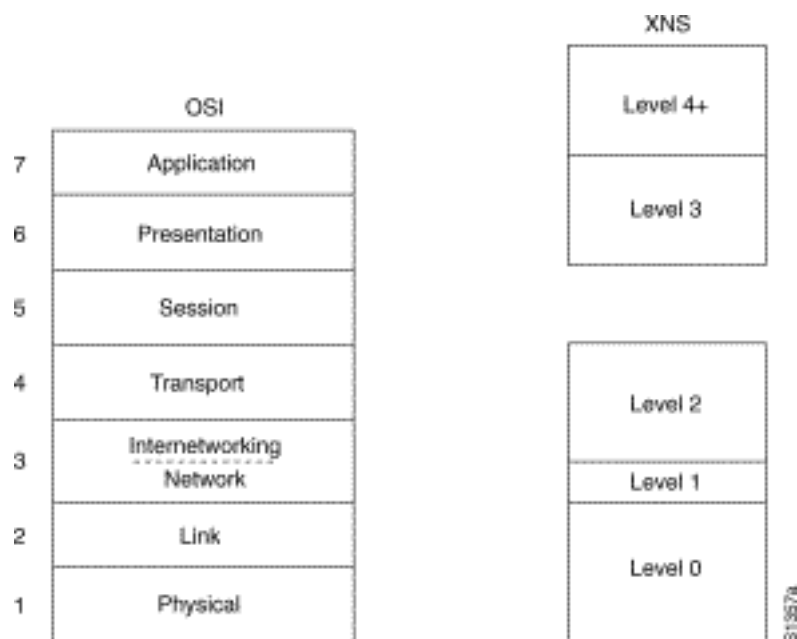 XNS
OSI
Level 4+
7 Application
Level 3
6 Presentation
5 Session
4 Transport
Level 2
3 Internetworking
Network
Level 1
2 Link
Level 0
1 Physical